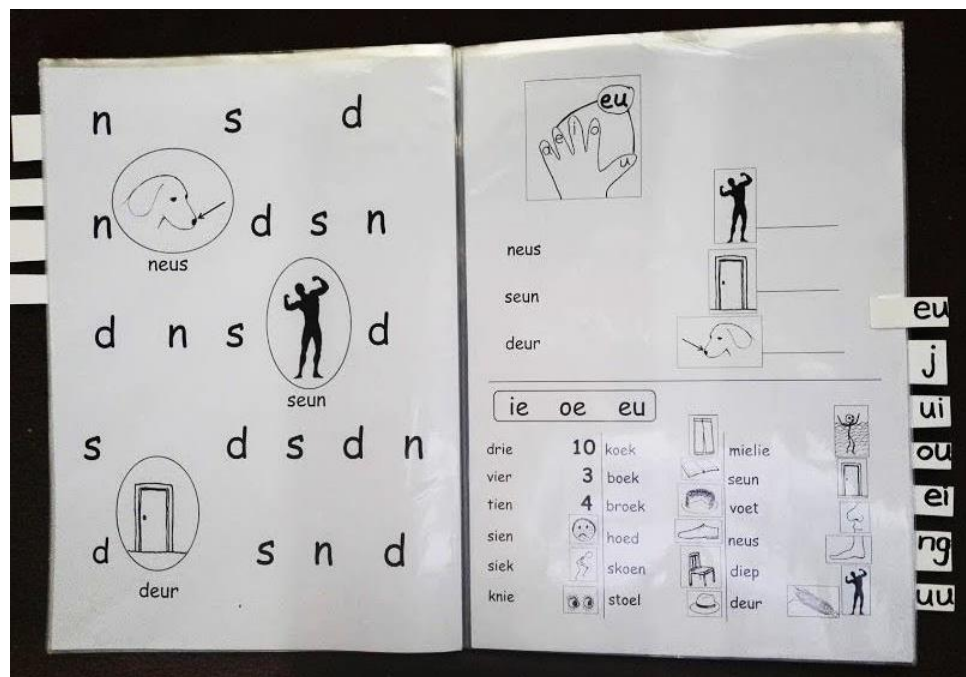 n s d
n d s n
neus
d n s d
seun
s d s d n
d s n d
deur
eu
a e i o u
neus
seun
deur
ie oe eu
drie 10 koek mielie
vier 3 boek seun
tien 4 broek voet
sien hoed neus
siek skoen diep
knie stoel deur
eu
j
ui
ou
ei
ng
uu